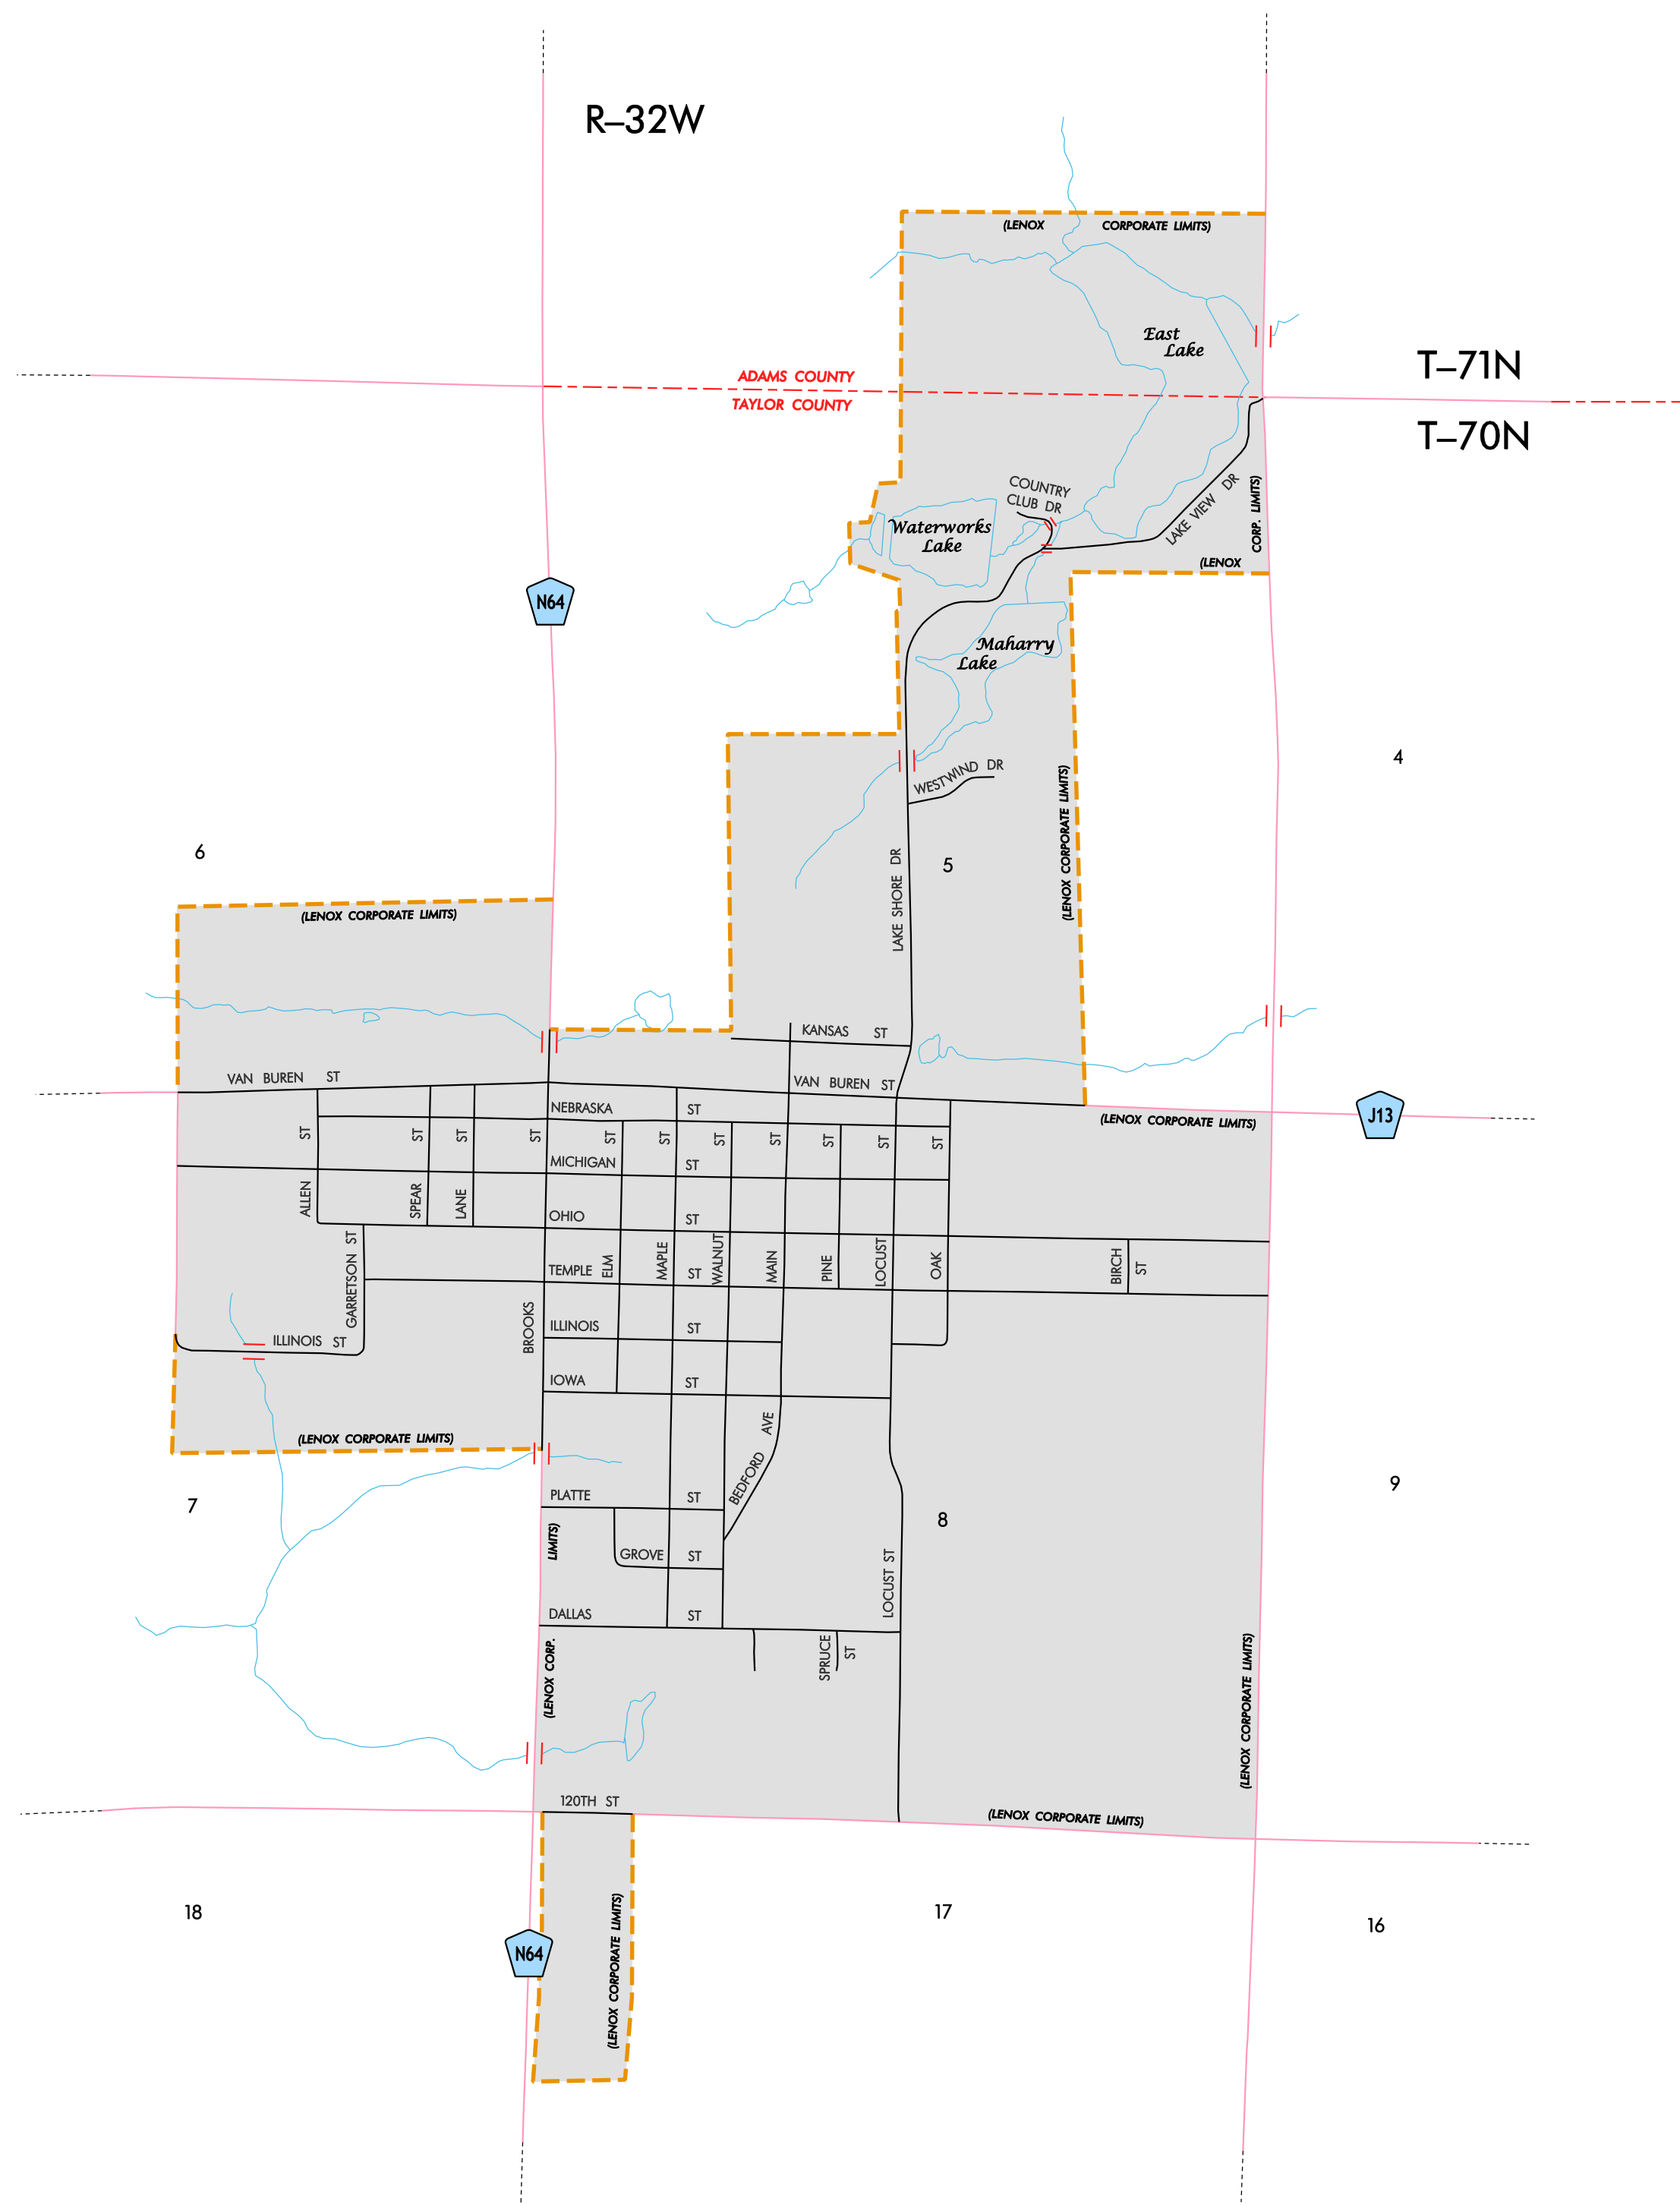 R–32W
(LENOX CORPORATE LIMITS)
East
Lake
T–71N
ADAMS COUNTY
TAYLOR COUNTY
T–70N
COUNTRY
CLUB DR
LAKE VIEW DR
CORP. LIMITS)
(LENOX
Waterworks
Lake
N64
Maharry
Lake
4
WESTWIND DR
(LENOX CORPORATE LIMITS)
LAKE SHORE DR
5
6
(LENOX CORPORATE LIMITS)
KANSAS ST
VAN BUREN ST
VAN BUREN ST
NEBRASKA ST
(LENOX CORPORATE LIMITS)
J13
MICHIGAN ST
ALLEN ST
SPEAR ST
LANE ST
BROOKS ST
ELM ST
MAPLE ST
WALNUT ST
MAIN ST
PINE ST
LOCUST ST
OAK ST
OHIO ST
GARRETSON ST
TEMPLE ST
BIRCH ST
ILLINOIS ST
ILLINOIS ST
IOWA ST
(LENOX CORPORATE LIMITS)
BEDFORD AVE
7
PLATTE ST
8
9
GROVE ST
LOCUST ST
DALLAS ST
(LENOX CORP. LIMITS)
SPRUCE ST
(LENOX CORPORATE LIMITS)
120TH ST
(LENOX CORPORATE LIMITS)
18
17
16
N64
(LENOX CORPORATE LIMITS)